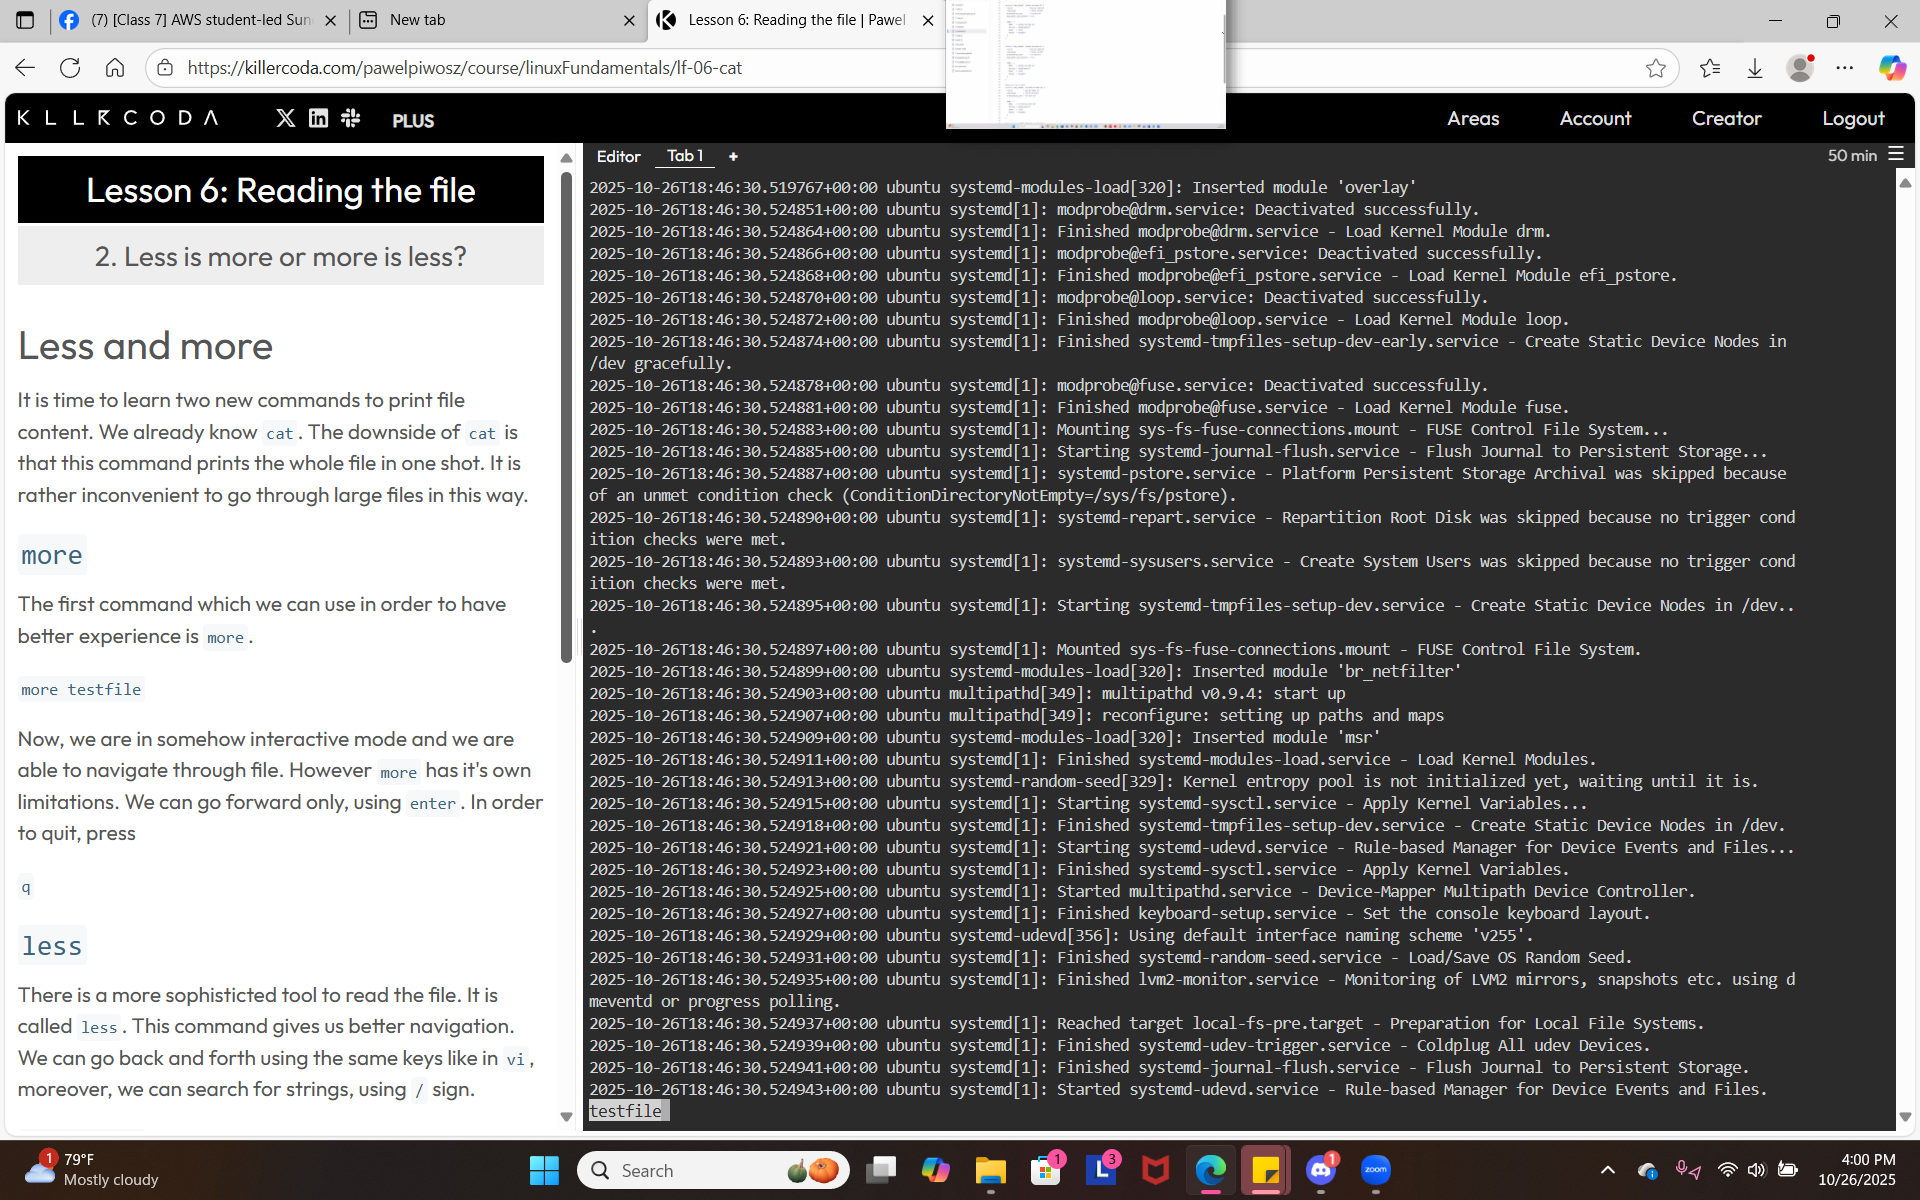 (7) [Class 7] AWS student-led Sun
New tab
Lesson 6: Reading the file | Pawel
https://killercoda.com/pawelpiwosz/course/linuxFundamentals/lf-06-cat
KILLERCODA
PLUS
Areas
Account
Creator
Logout
Lesson 6: Reading the file
2. Less is more or more is less?
Less and more
It is time to learn two new commands to print file
content. We already know cat. The downside of cat is
that this command prints the whole file in one shot. It is
rather inconvenient to go through large files in this way.
more
The first command which we can use in order to have
better experience is more.
more testfile
Now, we are in somehow interactive mode and we are
able to navigate through file. However more has it's own
limitations. We can go forward only, using enter. In order
to quit, press
q
less
There is a more sophisticted tool to read the file. It is
called less. This command gives us better navigation.
We can go back and forth using the same keys like in vi,
moreover, we can search for strings, using / sign.
Editor
Tab 1
+
50 min
2025-10-26T18:46:30.519767+00:00 ubuntu systemd-modules-load[320]: Inserted module 'overlay'
2025-10-26T18:46:30.524851+00:00 ubuntu systemd[1]: modprobe@drm.service: Deactivated successfully.
2025-10-26T18:46:30.524864+00:00 ubuntu systemd[1]: Finished modprobe@drm.service - Load Kernel Module drm.
2025-10-26T18:46:30.524866+00:00 ubuntu systemd[1]: modprobe@efi_pstore.service: Deactivated successfully.
2025-10-26T18:46:30.524868+00:00 ubuntu systemd[1]: Finished modprobe@efi_pstore.service - Load Kernel Module efi_pstore.
2025-10-26T18:46:30.524870+00:00 ubuntu systemd[1]: modprobe@loop.service: Deactivated successfully.
2025-10-26T18:46:30.524872+00:00 ubuntu systemd[1]: Finished modprobe@loop.service - Load Kernel Module loop.
2025-10-26T18:46:30.524874+00:00 ubuntu systemd[1]: Finished systemd-tmpfiles-setup-dev-early.service - Create Static Device Nodes in
/dev gracefully.
2025-10-26T18:46:30.524878+00:00 ubuntu systemd[1]: modprobe@fuse.service: Deactivated successfully.
2025-10-26T18:46:30.524881+00:00 ubuntu systemd[1]: Finished modprobe@fuse.service - Load Kernel Module fuse.
2025-10-26T18:46:30.524883+00:00 ubuntu systemd[1]: Mounting sys-fs-fuse-connections.mount - FUSE Control File System...
2025-10-26T18:46:30.524885+00:00 ubuntu systemd[1]: Starting systemd-journal-flush.service - Flush Journal to Persistent Storage...
2025-10-26T18:46:30.524887+00:00 ubuntu systemd[1]: systemd-pstore.service - Platform Persistent Storage Archival was skipped because
of an unmet condition check (ConditionDirectoryNotEmpty=/sys/fs/pstore).
2025-10-26T18:46:30.524890+00:00 ubuntu systemd[1]: systemd-repart.service - Repartition Root Disk was skipped because no trigger cond
ition checks were met.
2025-10-26T18:46:30.524893+00:00 ubuntu systemd[1]: systemd-sysusers.service - Create System Users was skipped because no trigger cond
ition checks were met.
2025-10-26T18:46:30.524895+00:00 ubuntu systemd[1]: Starting systemd-tmpfiles-setup-dev.service - Create Static Device Nodes in /dev..
.
2025-10-26T18:46:30.524897+00:00 ubuntu systemd[1]: Mounted sys-fs-fuse-connections.mount - FUSE Control File System.
2025-10-26T18:46:30.524899+00:00 ubuntu systemd-modules-load[320]: Inserted module 'br_netfilter'
2025-10-26T18:46:30.524903+00:00 ubuntu multipathd[349]: multipathd v0.9.4: start up
2025-10-26T18:46:30.524907+00:00 ubuntu multipathd[349]: reconfigure: setting up paths and maps
2025-10-26T18:46:30.524909+00:00 ubuntu systemd-modules-load[320]: Inserted module 'msr'
2025-10-26T18:46:30.524911+00:00 ubuntu systemd[1]: Finished systemd-modules-load.service - Load Kernel Modules.
2025-10-26T18:46:30.524913+00:00 ubuntu systemd-random-seed[329]: Kernel entropy pool is not initialized yet, waiting until it is.
2025-10-26T18:46:30.524915+00:00 ubuntu systemd[1]: Starting systemd-sysctl.service - Apply Kernel Variables...
2025-10-26T18:46:30.524918+00:00 ubuntu systemd[1]: Finished systemd-tmpfiles-setup-dev.service - Create Static Device Nodes in /dev.
2025-10-26T18:46:30.524921+00:00 ubuntu systemd[1]: Starting systemd-udevd.service - Rule-based Manager for Device Events and Files...
2025-10-26T18:46:30.524923+00:00 ubuntu systemd[1]: Finished systemd-sysctl.service - Apply Kernel Variables.
2025-10-26T18:46:30.524925+00:00 ubuntu systemd[1]: Started multipathd.service - Device-Mapper Multipath Device Controller.
2025-10-26T18:46:30.524927+00:00 ubuntu systemd[1]: Finished keyboard-setup.service - Set the console keyboard layout.
2025-10-26T18:46:30.524929+00:00 ubuntu systemd-udevd[356]: Using default interface naming scheme 'v255'.
2025-10-26T18:46:30.524931+00:00 ubuntu systemd[1]: Finished systemd-random-seed.service - Load/Save OS Random Seed.
2025-10-26T18:46:30.524935+00:00 ubuntu systemd[1]: Finished lvm2-monitor.service - Monitoring of LVM2 mirrors, snapshots etc. using d
meventd or progress polling.
2025-10-26T18:46:30.524937+00:00 ubuntu systemd[1]: Reached target local-fs-pre.target - Preparation for Local File Systems.
2025-10-26T18:46:30.524939+00:00 ubuntu systemd[1]: Finished systemd-udev-trigger.service - Coldplug All udev Devices.
2025-10-26T18:46:30.524941+00:00 ubuntu systemd[1]: Finished systemd-journal-flush.service - Flush Journal to Persistent Storage.
2025-10-26T18:46:30.524943+00:00 ubuntu systemd[1]: Started systemd-udevd.service - Rule-based Manager for Device Events and Files.
testfile
1
79°F
Mostly cloudy
Search
1
L
3
1
zoom
4:00 PM
10/26/2025